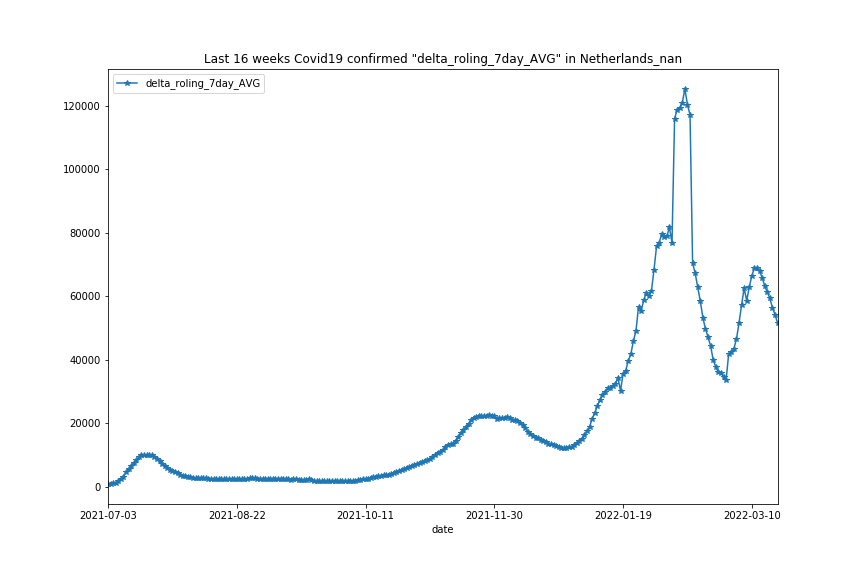 Last 16 weeks Covid19 confirmed "delta_roling_7day_AVG" in Netherlands_nan
delta_roling_7day_AVG
120000
100000
80000
60000
40000
20000
0
2021-07-03 2021-08-22 2021-10-11 2021-11-30 2022-01-19 2022-03-10
date